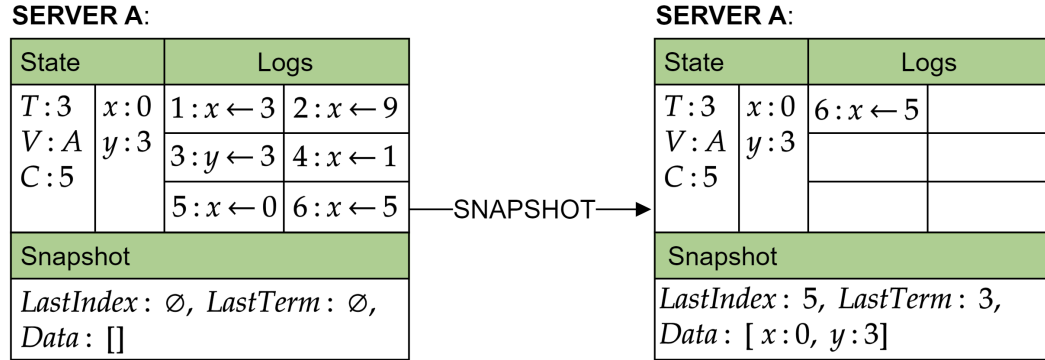 SERVER A:
State Logs
T : 3 x : 0 1 : x ← 3 2 : x ← 9
V : A y : 3 3 : y ← 3 4 : x ← 1
C : 5 5 : x ← 0 6 : x ← 5
Snapshot
LastIndex : ∅, LastTerm : ∅,
Data : []
SNAPSHOT
SERVER A:
State Logs
T : 3 x : 0 6 : x ← 5
V : A y : 3
C : 5
Snapshot
LastIndex : 5, LastTerm : 3,
Data : [ x : 0, y : 3]